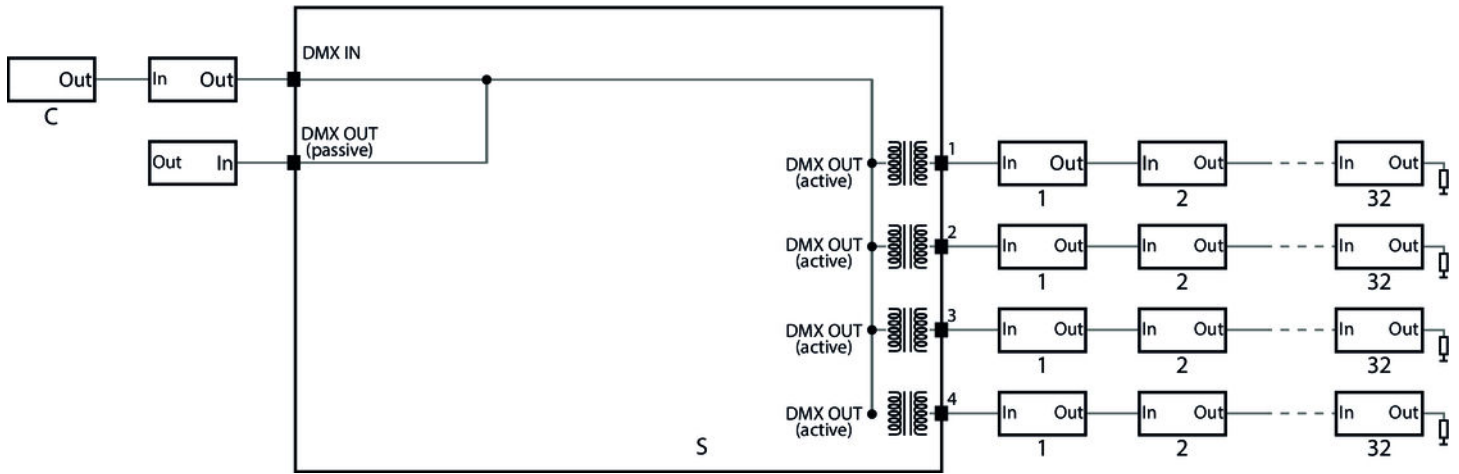 DMX IN
Out In Out
C
DMX OUT
(passive)
Out In
DMX OUT
(active)
1
In Out In Out In Out
1 2 32
DMX OUT
(active)
2
In Out In Out In Out
1 2 32
DMX OUT
(active)
3
In Out In Out In Out
1 2 32
DMX OUT
(active)
4
In Out In Out In Out
1 2 32
S